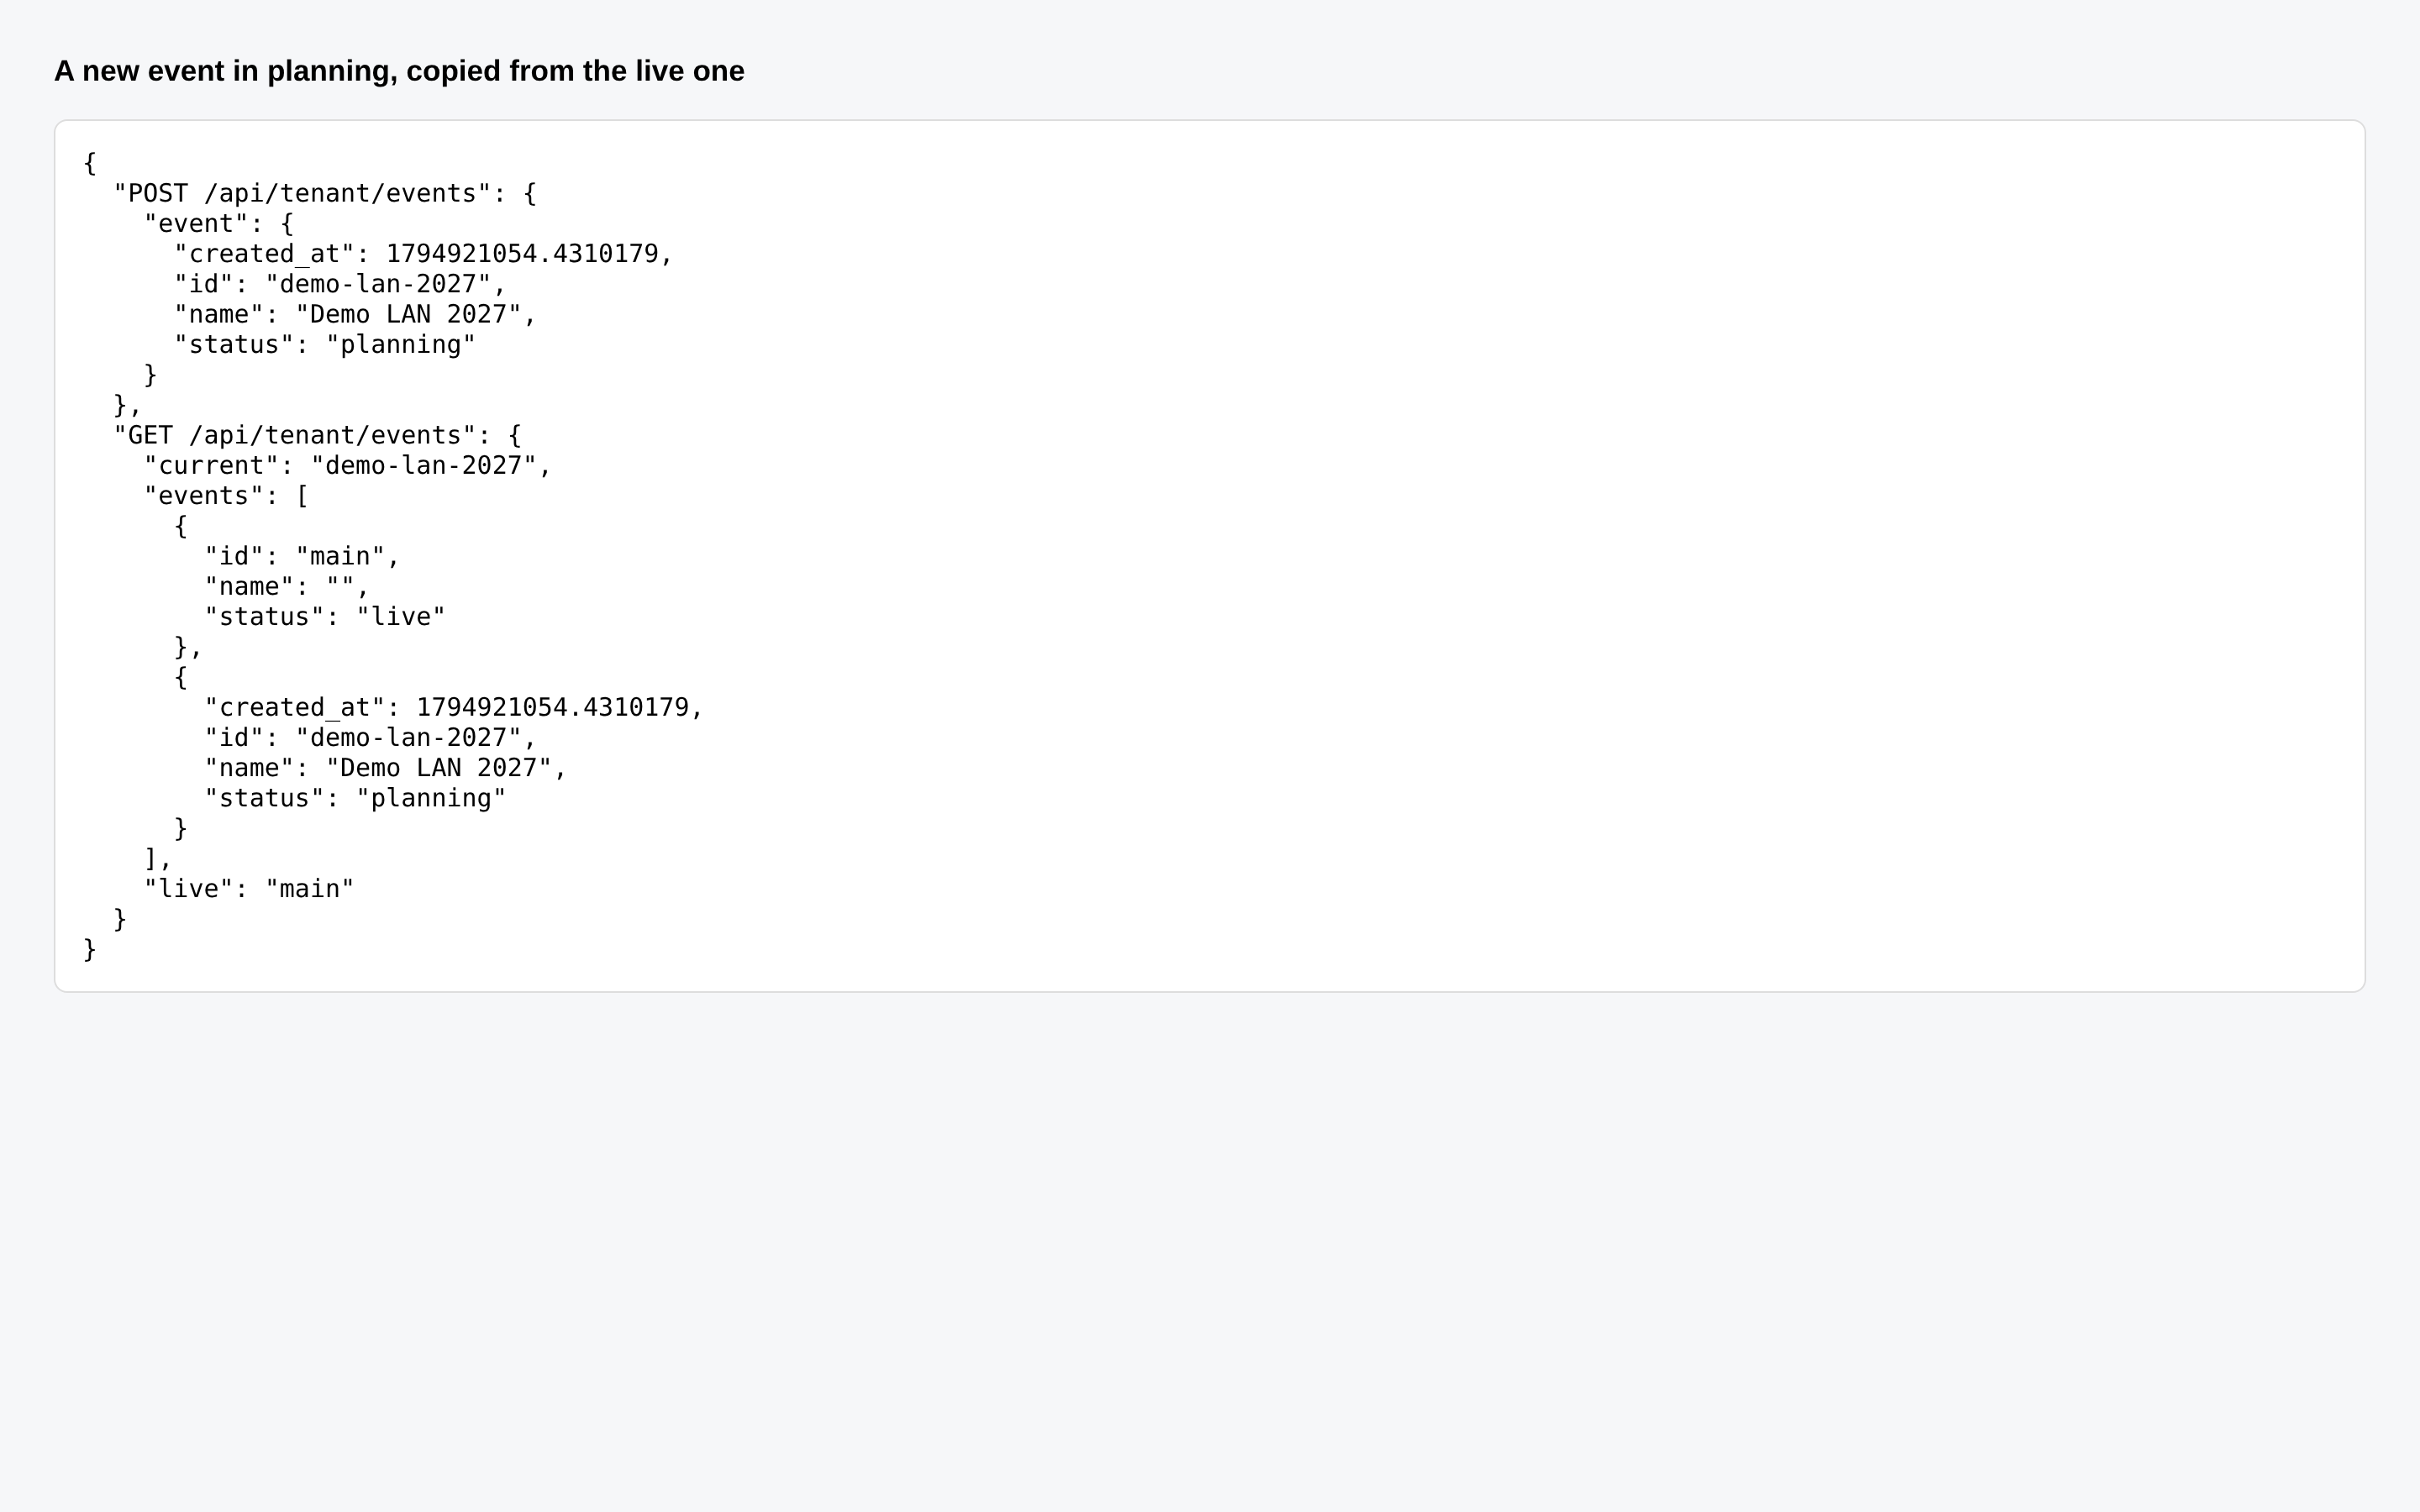 A new event in planning, copied from the live one
{
  "POST /api/tenant/events": {
    "event": {
      "created_at": 1794921054.4310179,
      "id": "demo-lan-2027",
      "name": "Demo LAN 2027",
      "status": "planning"
    }
  },
  "GET /api/tenant/events": {
    "current": "demo-lan-2027",
    "events": [
      {
        "id": "main",
        "name": "",
        "status": "live"
      },
      {
        "created_at": 1794921054.4310179,
        "id": "demo-lan-2027",
        "name": "Demo LAN 2027",
        "status": "planning"
      }
    ],
    "live": "main"
  }
}